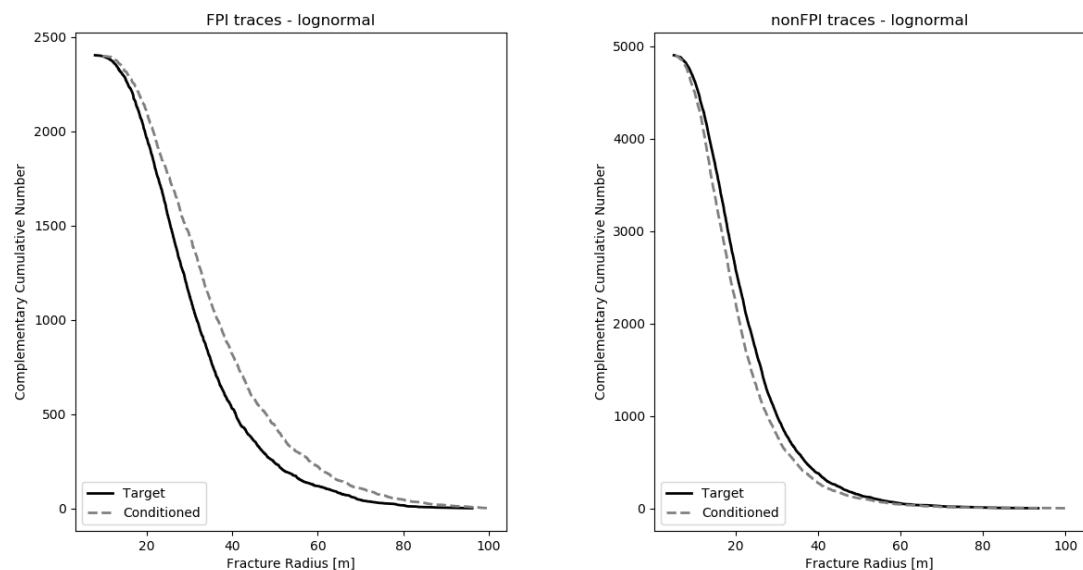 FPI traces - lognormal
Complementary Cumulative Number
2500
2000
1500
1000
500
0
Target
Conditioned
20
40
60
80
100
Fracture Radius [m]
nonFPI traces - lognormal
Complementary Cumulative Number
5000
4000
3000
2000
1000
0
Target
Conditioned
20
40
60
80
100
Fracture Radius [m]